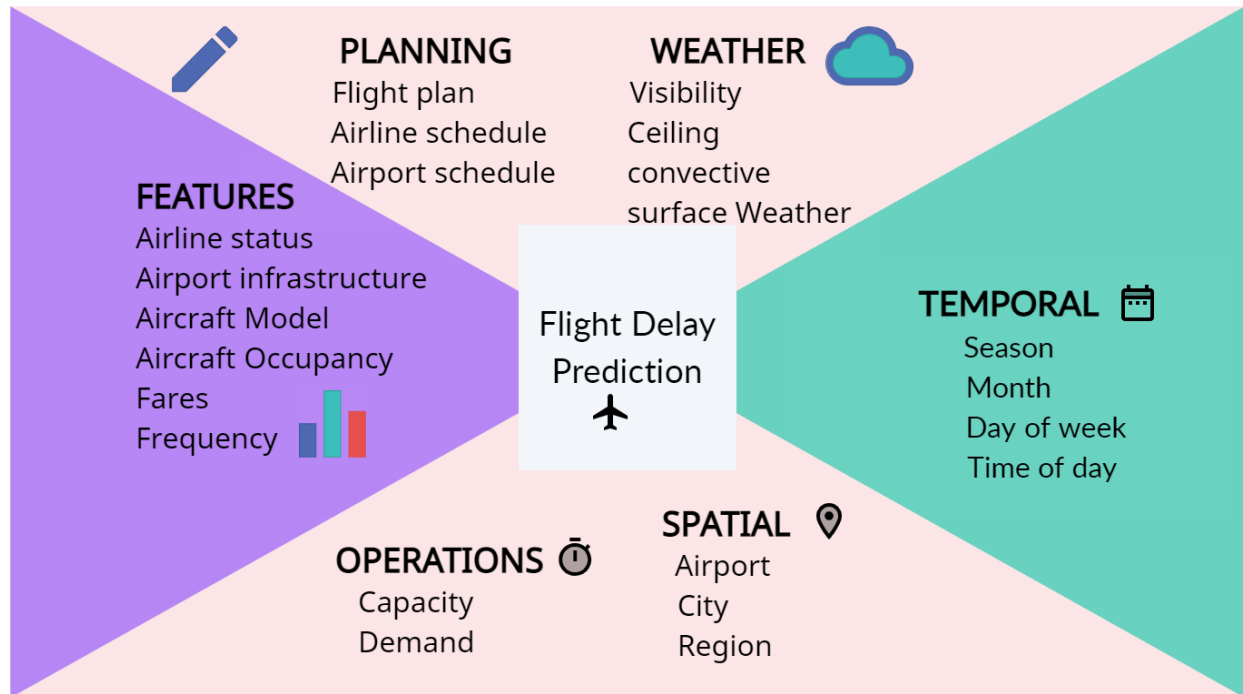 PLANNING
Flight plan
Airline schedule
Airport schedule
WEATHER
Visibility
Ceiling
convective
surface Weather
FEATURES
Airline status
Airport infrastructure
Aircraft Model
Aircraft Occupancy
Fares
Frequency
Flight Delay
Prediction
TEMPORAL
Season
Month
Day of week
Time of day
OPERATIONS
Capacity
Demand
SPATIAL
Airport
City
Region